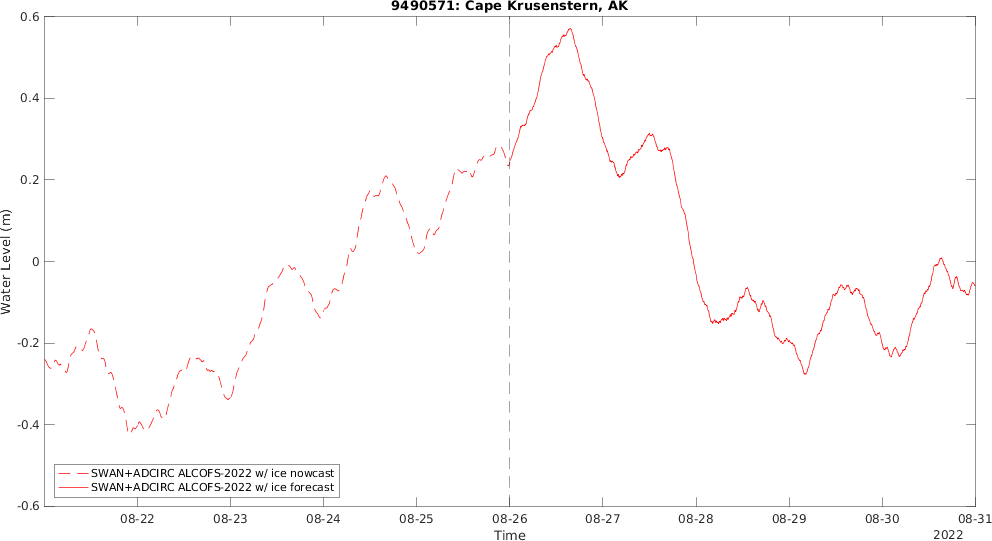 9490571: Cape Krusenstern, AK
0.6
0.4
0.2
0
-0.2
-0.4
-0.6
Water Level (m)
SWAN+ADCIRC ALCOFS-2022 w/ ice nowcast
SWAN+ADCIRC ALCOFS-2022 w/ ice forecast
08-22 08-23 08-24 08-25 08-26 08-27 08-28 08-29 08-30 08-31
Time
2022